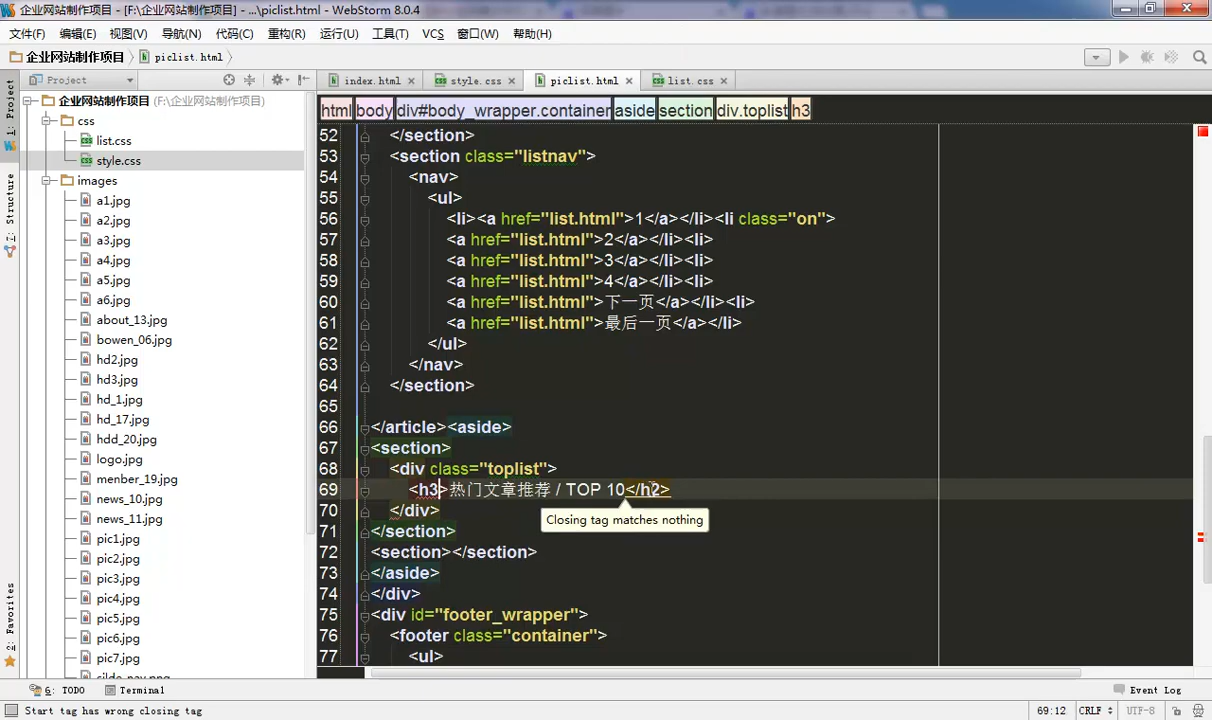 企业网站制作项目 - [F:\企业网站制作项目] - ...\piclist.html - WebStorm 8.0.4
文件(F) 编辑(E) 视图(V) 导航(N) 代码(C) 重构(R) 运行(U) 工具(T) VCS 窗口(W) 帮助(H)
企业网站制作项目 piclist.html
Project
index.html style.css piclist.html list.css
1: Project
Structure
2: Favorites
企业网站制作项目 (F:\企业网站制作项目)
css
list.css
style.css
images
a1.jpg
a2.jpg
a3.jpg
a4.jpg
a5.jpg
a6.jpg
about_13.jpg
bowen_06.jpg
hd2.jpg
hd3.jpg
hd_1.jpg
hd_17.jpg
hdd_20.jpg
logo.jpg
menber_19.jpg
news_10.jpg
news_11.jpg
pic1.jpg
pic2.jpg
pic3.jpg
pic4.jpg
pic5.jpg
pic6.jpg
pic7.jpg
html body div#body_wrapper.container aside section div.toplist h3
52 </section>
53 <section class="listnav">
54 <nav>
55 <ul>
56 <li><a href="list.html">1</a></li><li class="on">
57 <a href="list.html">2</a></li><li>
58 <a href="list.html">3</a></li><li>
59 <a href="list.html">4</a></li><li>
60 <a href="list.html">下一页</a></li><li>
61 <a href="list.html">最后一页</a></li>
62 </ul>
63 </nav>
64 </section>
65
66 </article><aside>
67 <section>
68 <div class="toplist">
69 <h3>热门文章推荐 / TOP 10</h2>
70 </div>
Closing tag matches nothing
71 </section>
72 <section></section>
73 </aside>
74 </div>
75 <div id="footer_wrapper">
76 <footer class="container">
77 <ul>
6: TODO Terminal Event Log
Start tag has wrong closing tag 69:12 CRLF UTF-8